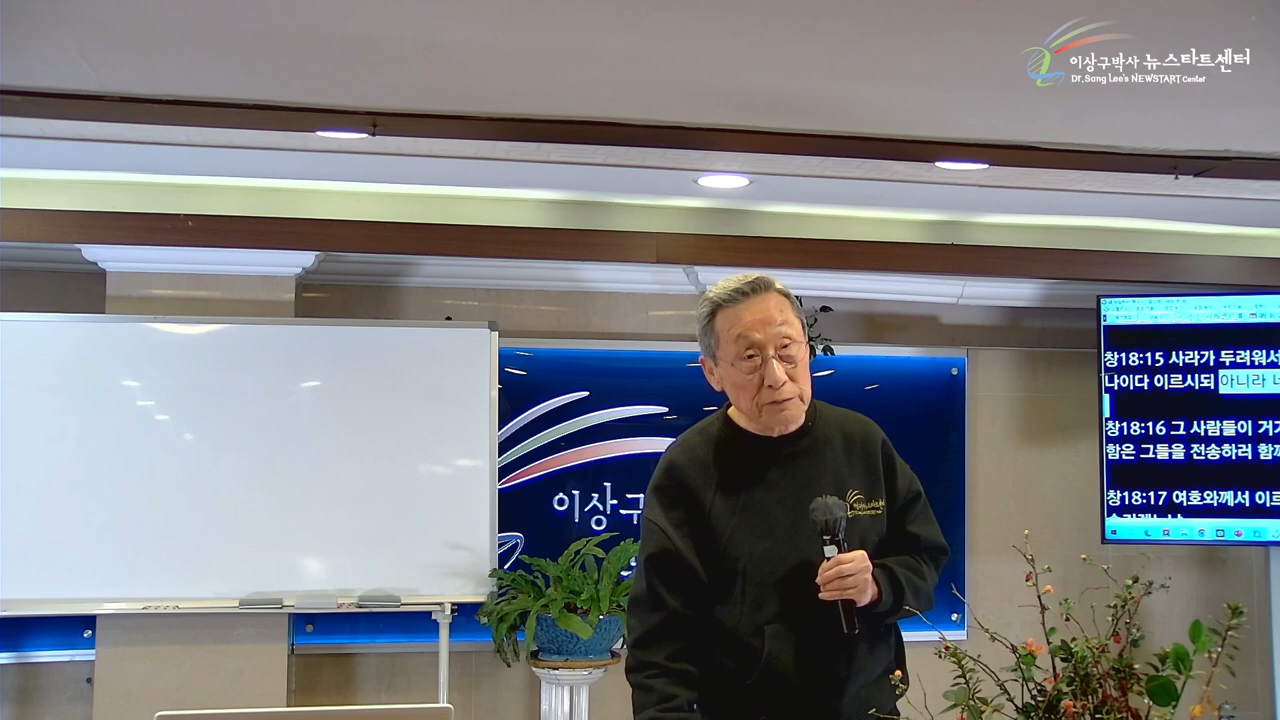 이상구박사 뉴스타트센터
Dr. Sang Lee's NEWSTART Center
창18:15 사라가 두려워서
나이다 이르시되 아니라 너
창18:16 그 사람들이 거기
함은 그들을 전송하러 함께
창18:17 여호와께서 이르
이상구